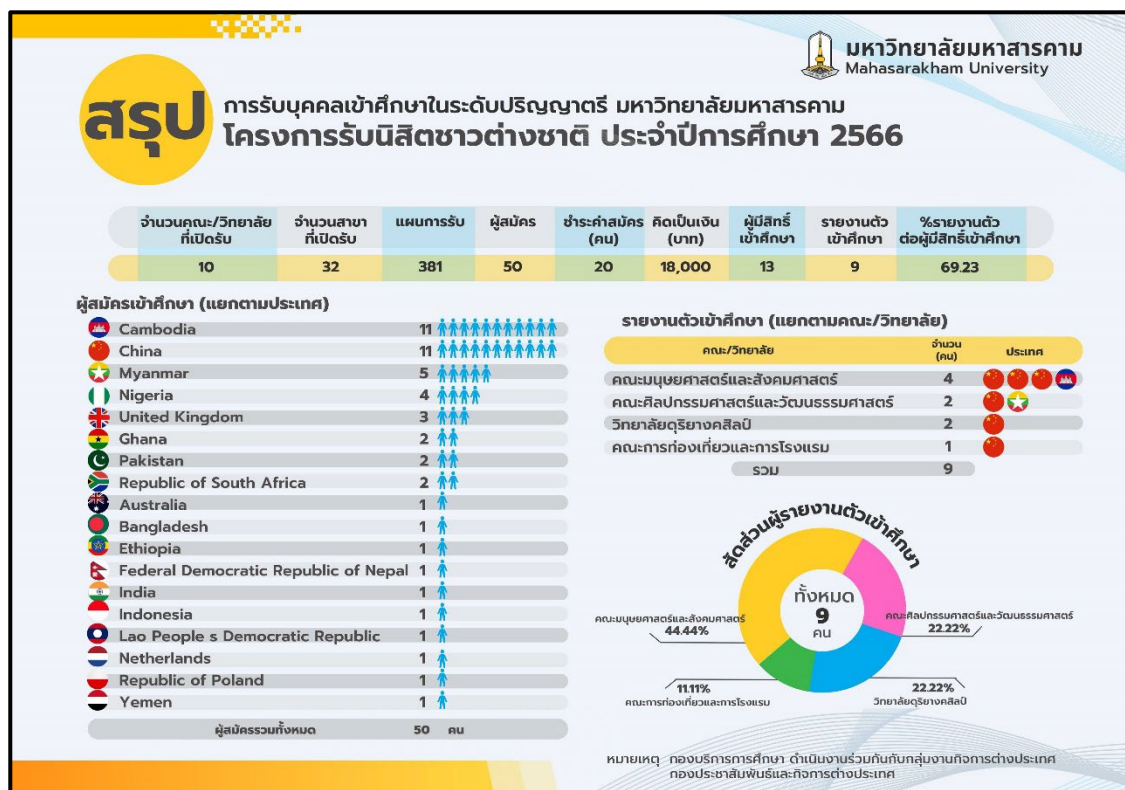 มหาวิทยาลัยมหาสารคาม
Mahasarakham University
สรุป
การรับบุคคลเข้าศึกษาในระดับปริญญาตรี มหาวิทยาลัยมหาสารคาม
โครงการรับนิสิตชาวต่างชาติ ประจำปีการศึกษา 2566
จำนวนคณะ/วิทยาลัย ที่เปิดรับ
จำนวนสาขา ที่เปิดรับ
แผนการรับ
ผู้สมัคร
ชำระค่าสมัคร (คน)
คิดเป็นเงิน (บาท)
ผู้มีสิทธิ์ เข้าศึกษา
รายงานตัว เข้าศึกษา
%รายงานตัว ต่อผู้มีสิทธิ์เข้าศึกษา
10 32 381 50 20 18,000 13 9 69.23
ผู้สมัครเข้าศึกษา (แยกตามประเทศ)
Cambodia 11
China 11
Myanmar 5
Nigeria 4
United Kingdom 3
Ghana 2
Pakistan 2
Republic of South Africa 2
Australia 1
Bangladesh 1
Ethiopia 1
Federal Democratic Republic of Nepal 1
India 1
Indonesia 1
Lao People s Democratic Republic 1
Netherlands 1
Republic of Poland 1
Yemen 1
ผู้สมัครรวมทั้งหมด 50 คน
รายงานตัวเข้าศึกษา (แยกตามคณะ/วิทยาลัย)
คณะ/วิทยาลัย จำนวน (คน) ประเทศ
คณะมนุษยศาสตร์และสังคมศาสตร์ 4
คณะศิลปกรรมศาสตร์และวัฒนธรรมศาสตร์ 2
วิทยาลัยดุริยางคศิลป์ 2
คณะการท่องเที่ยวและการโรงแรม 1
รวม 9
สัดส่วนผู้รายงานตัวเข้าศึกษา
ทั้งหมด
9
คน
คณะมนุษยศาสตร์และสังคมศาสตร์
44.44%
คณะศิลปกรรมศาสตร์และวัฒนธรรมศาสตร์
22.22%
11.11%
คณะการท่องเที่ยวและการโรงแรม
22.22%
วิทยาลัยดุริยางคศิลป์
หมายเหตุ กองบริการการศึกษา ดำเนินงานร่วมกันกับกลุ่มงานกิจการต่างประเทศ
กองประชาสัมพันธ์และกิจการต่างประเทศ